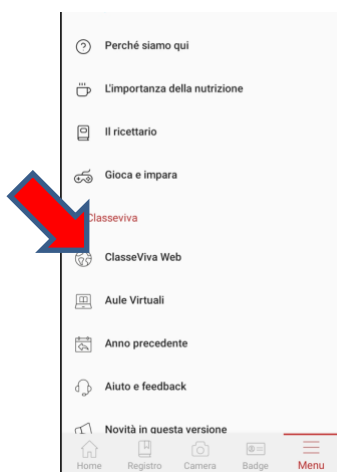 Perché siamo qui
L'importanza della nutrizione
Il ricettario
Gioca e impara
Classeviva
ClasseViva Web
Aule Virtuali
Anno precedente
Aiuto e feedback
Novità in questa versione
Home Registro Camera Badge Menu